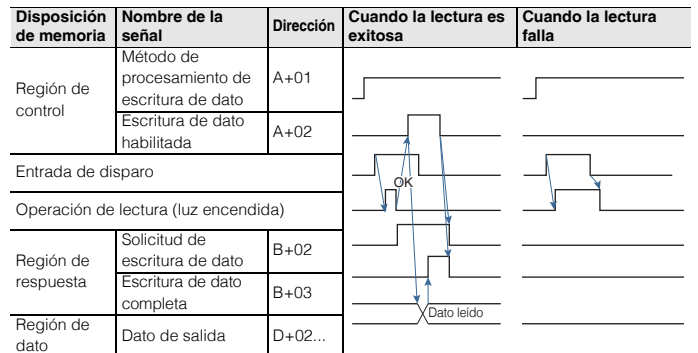 Disposición de memoria
Nombre de la señal
Dirección
Cuando la lectura es exitosa
Cuando la lectura falla
Región de control
Método de procesamiento de escritura de dato
A+01
Escritura de dato habilitada
A+02
Entrada de disparo
OK
Operación de lectura (luz encendida)
Región de respuesta
Solicitud de escritura de dato
B+02
Escritura de dato completa
B+03
Dato leído
Región de dato
Dato de salida
D+02...